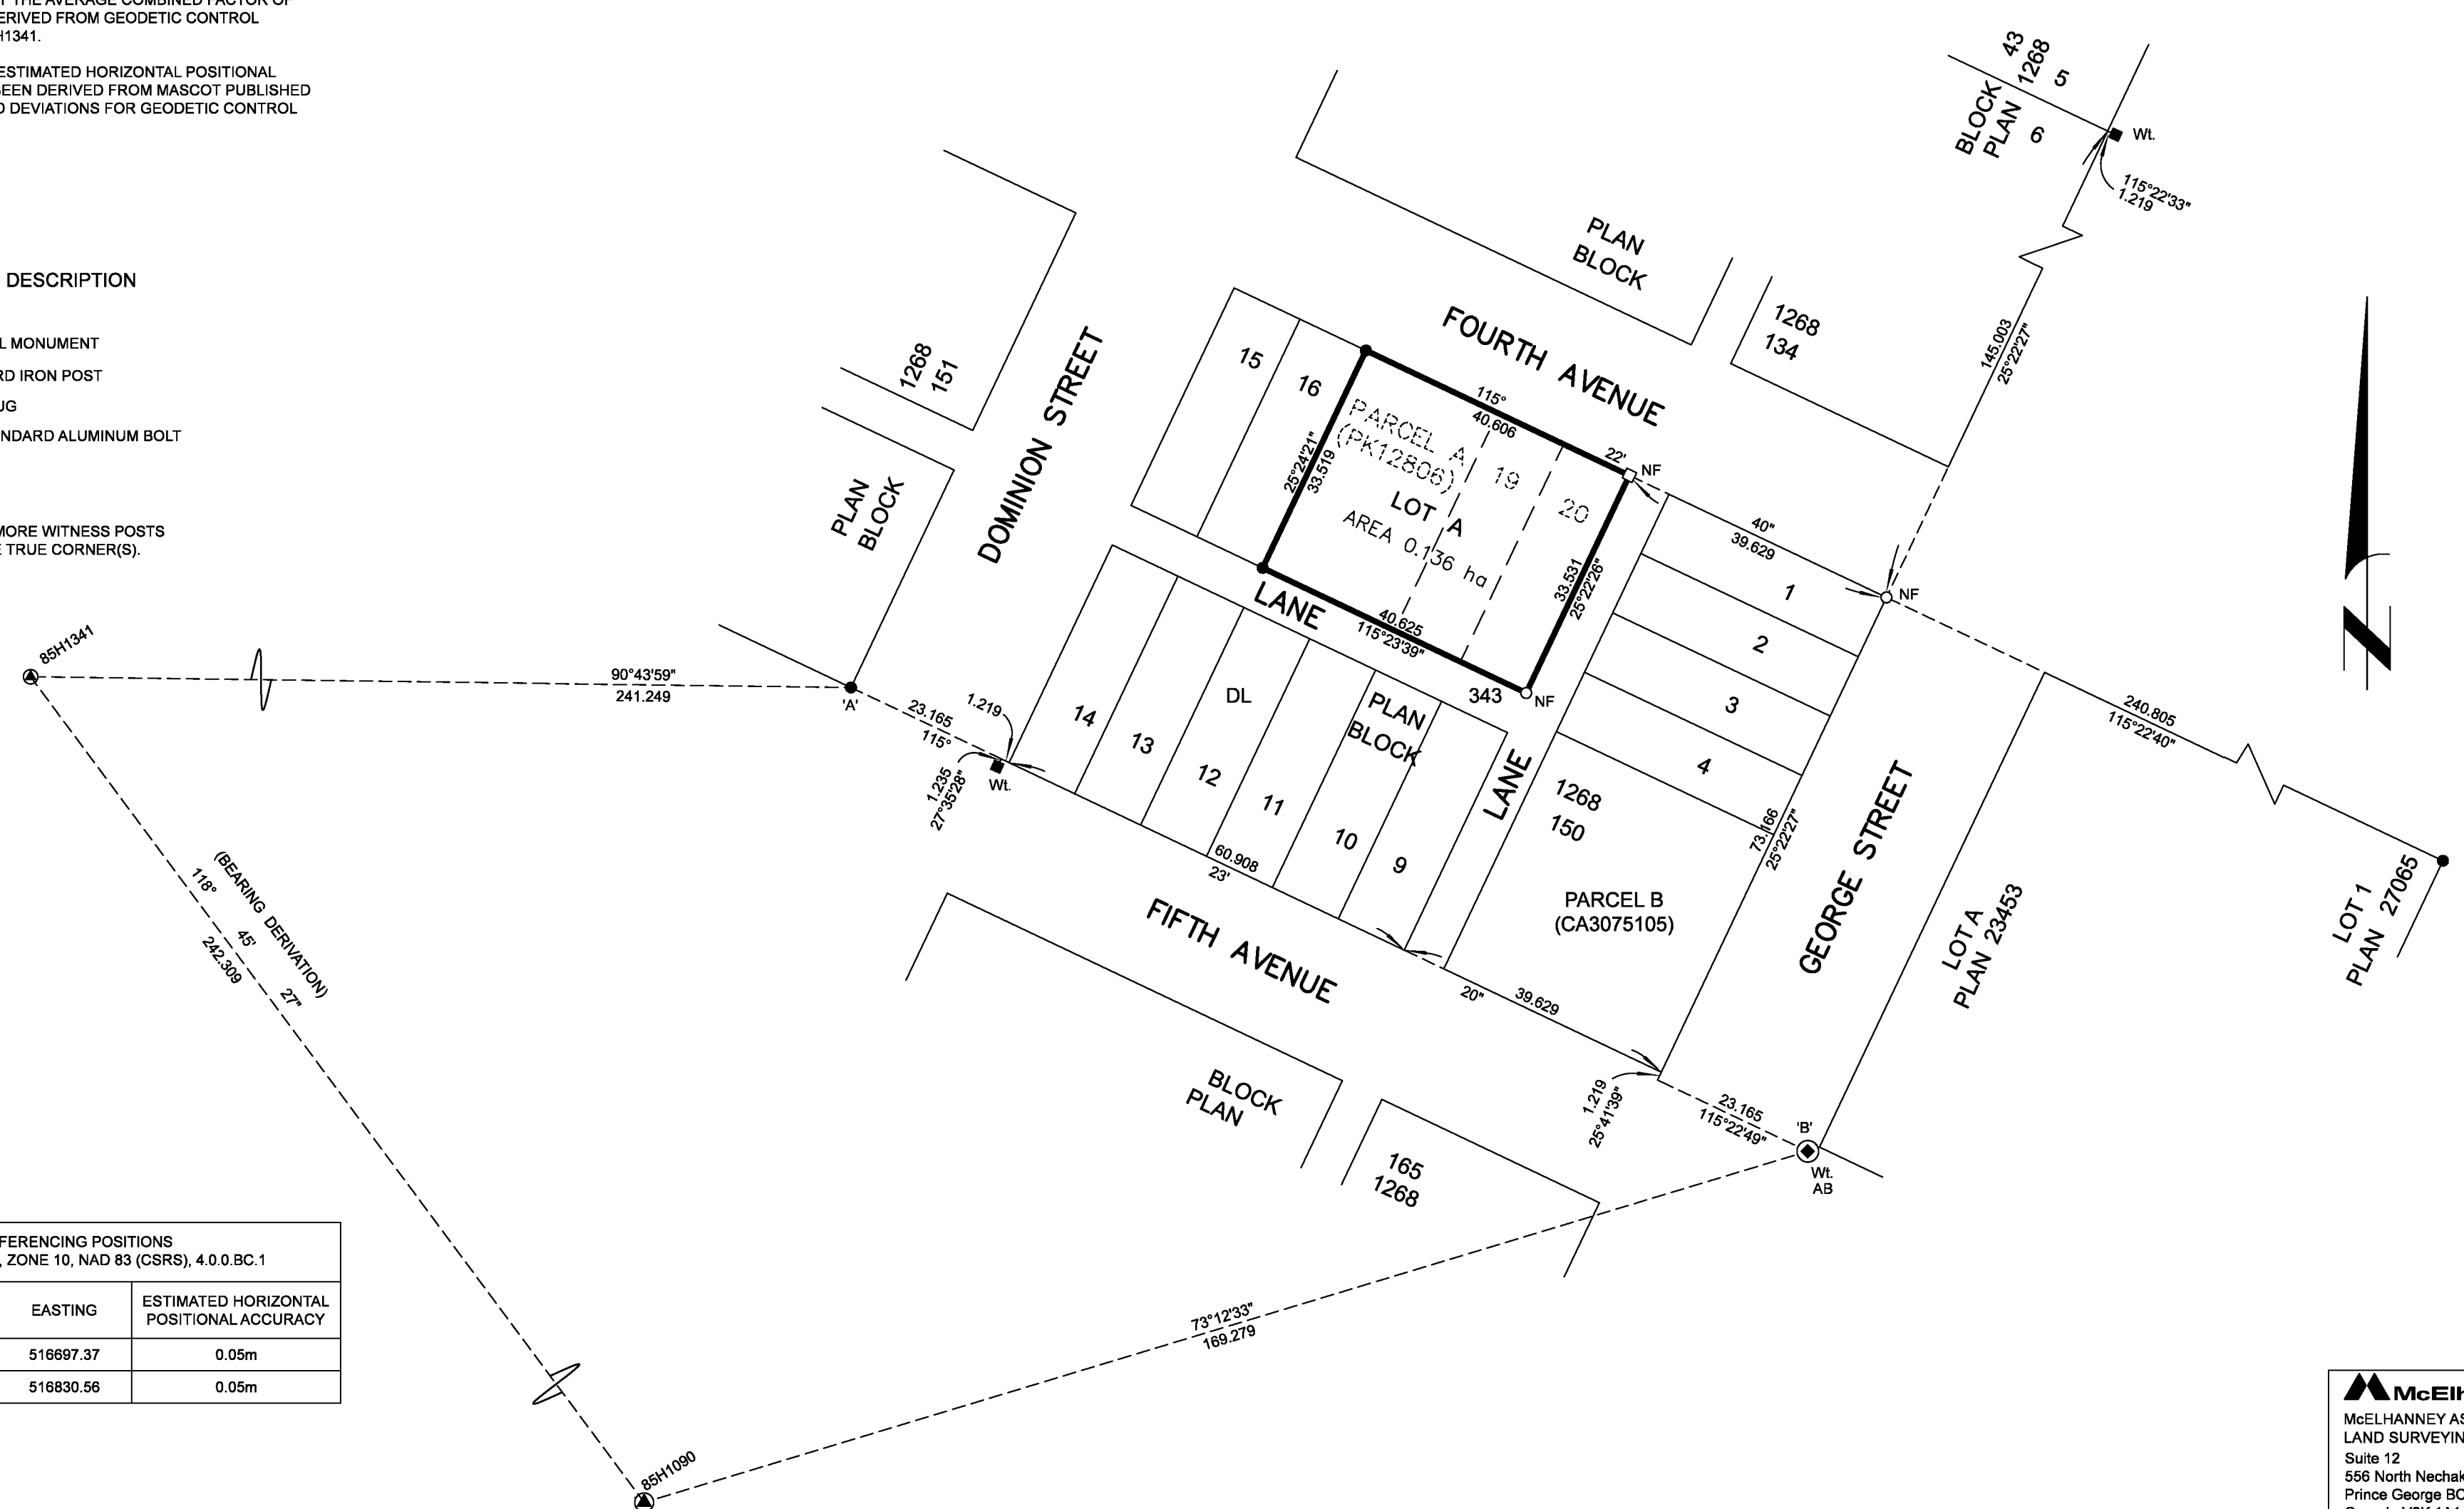 THE AVERAGE COMBINED FACTOR OF
ERIVED FROM GEODETIC CONTROL
H1341.
ESTIMATED HORIZONTAL POSITIONAL
BEEN DERIVED FROM MASCOT PUBLISHED
D DEVIATIONS FOR GEODETIC CONTROL
DESCRIPTION
L MONUMENT
RD IRON POST
UG
NDARD ALUMINUM BOLT
MORE WITNESS POSTS
E TRUE CORNER(S).
43
1268
5
BLOCK
PLAN
6
Wt.
115°22'33"
1.219
PLAN
BLOCK
1268
134
145.003
25°22'27"
FOURTH AVENUE
1268
151
DOMINION STREET
PLAN
BLOCK
15
16
115°
40.606
22'
NF
25°24'21"
33.519
PARCEL A
(PK12806)
19
20
LOT A
AREA 0.136 ha
33.531
25°22'26"
40.625
115°23'39"
LANE
343
NF
40"
39.629
NF
1
2
3
4
240.805
115°22'40"
85H1341
90°43'59"
241.249
'A'
23.165
115°
1.219
1.235
27°35'28"
Wt.
14
13
DL
12
11
10
9
PLAN
BLOCK
LANE
1268
150
60.908
23'
PARCEL B
(CA3075105)
73.166
25°22'27"
GEORGE STREET
LOT A
PLAN 23453
LOT 1
PLAN 27065
FIFTH AVENUE
20"
39.629
1.219
25°41'39"
23.165
115°22'49"
'B'
Wt.
AB
BLOCK
PLAN
165
1268
(BEARING DERIVATION)
118°
45'
27"
242.309
73°12'33"
169.279
85H1090
FERENCING POSITIONS
, ZONE 10, NAD 83 (CSRS), 4.0.0.BC.1
EASTING
ESTIMATED HORIZONTAL
POSITIONAL ACCURACY
516697.37
0.05m
516830.56
0.05m
McElh
McELHANNEY AS
LAND SURVEYIN
Suite 12
556 North Nechak
Prince George BC